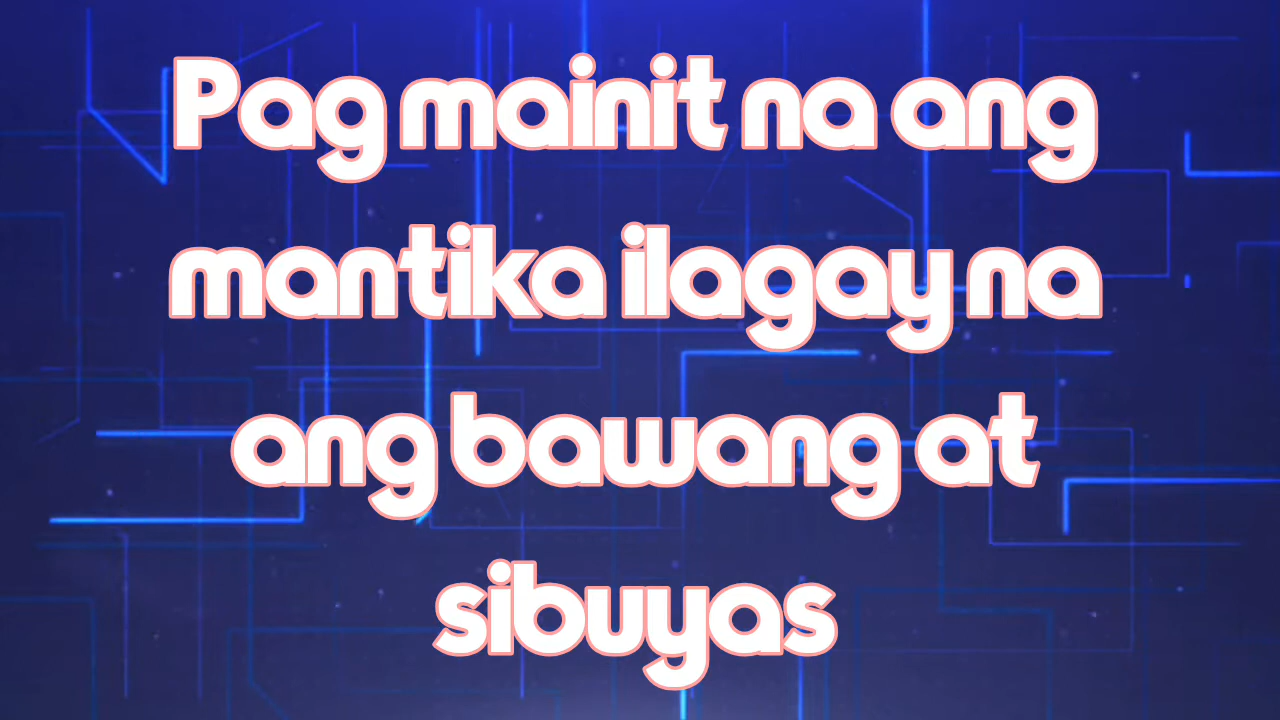 Pag mainit na ang
mantika ilagay na
ang bawang at
sibuyas